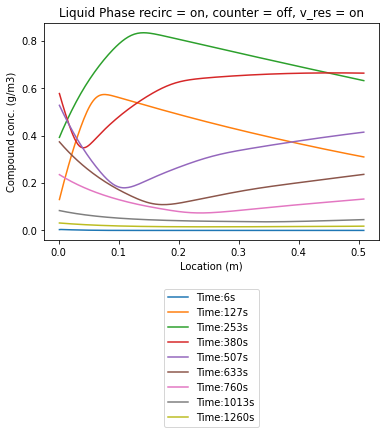 Liquid Phase recirc = on, counter = off, v_res = on
0.8
0.6
0.4
0.2
0.0
Compound conc. (g/m3)
0.0 0.1 0.2 0.3 0.4 0.5
Location (m)
Time:6s
Time:127s
Time:253s
Time:380s
Time:507s
Time:633s
Time:760s
Time:1013s
Time:1260s